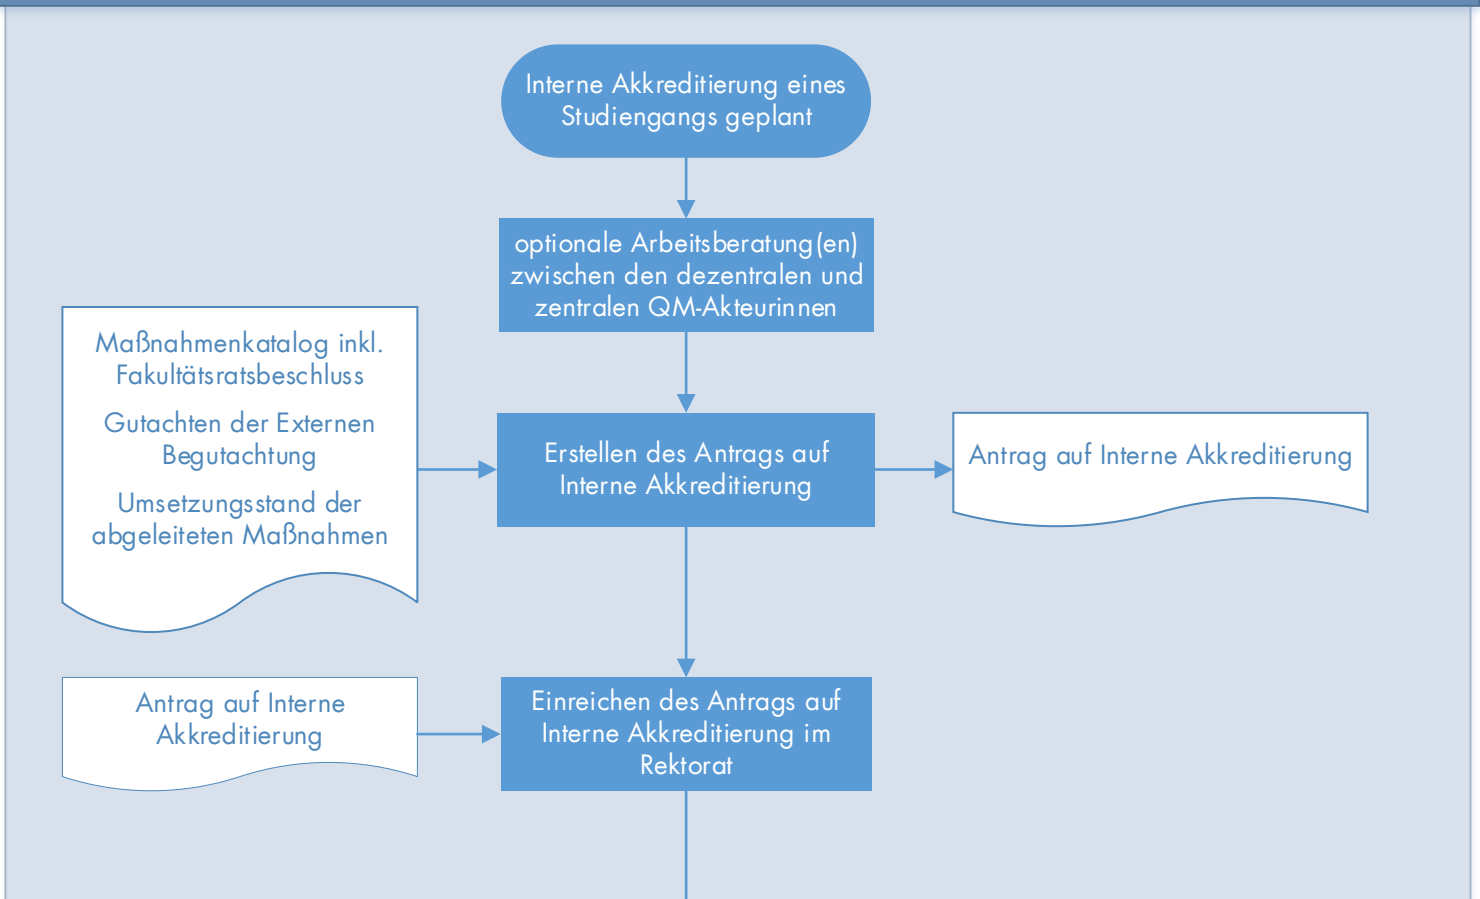 Interne Akkreditierung eines
Studiengangs geplant
optionale Arbeitsberatung(en)
zwischen den dezentralen und
zentralen QM-Akteurinnen
Maßnahmenkatalog inkl.
Fakultätsratsbeschluss
Gutachten der Externen
Begutachtung
Umsetzungsstand der
abgeleiteten Maßnahmen
Erstellen des Antrags auf
Interne Akkreditierung
Antrag auf Interne Akkreditierung
Antrag auf Interne
Akkreditierung
Einreichen des Antrags auf
Interne Akkreditierung im
Rektorat